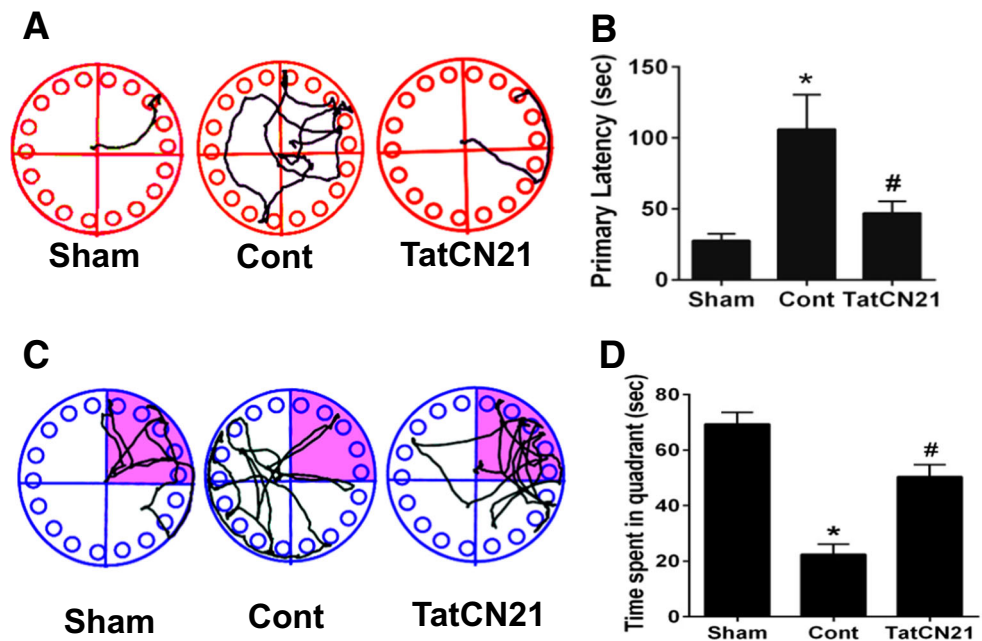 A
Sham Cont TatCN21
B
Primary Latency (sec)
150
100
50
0
*
#
Sham Cont TatCN21
C
Sham Cont TatCN21
D
Time spent in quadrant (sec)
80
60
40
20
0
*
#
Sham Cont TatCN21